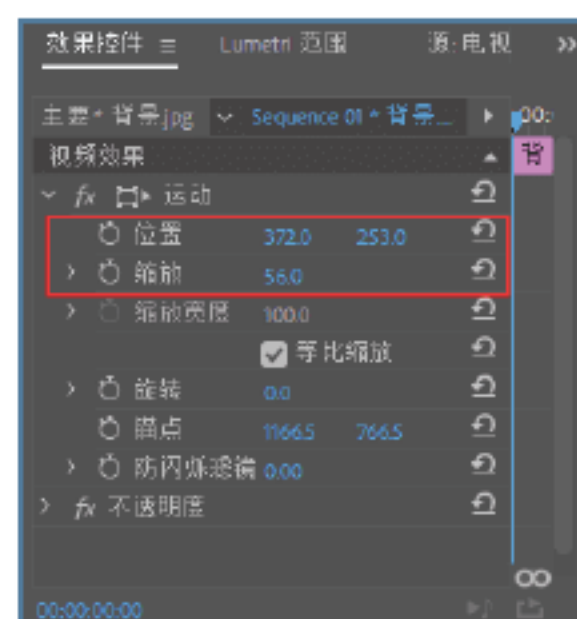 效果控件 ≡ Lumetri 范围 源:电视 »
主要*背景.jpg Sequence 01*背景... 00:
视频效果 背
fx 运动
位置 372.0 253.0
缩放 56.0
缩放宽度 100.0
等比缩放
旋转 0.0
锚点 1166.5 766.5
防闪烁滤镜 0.00
fx 不透明度
00:00:00:00